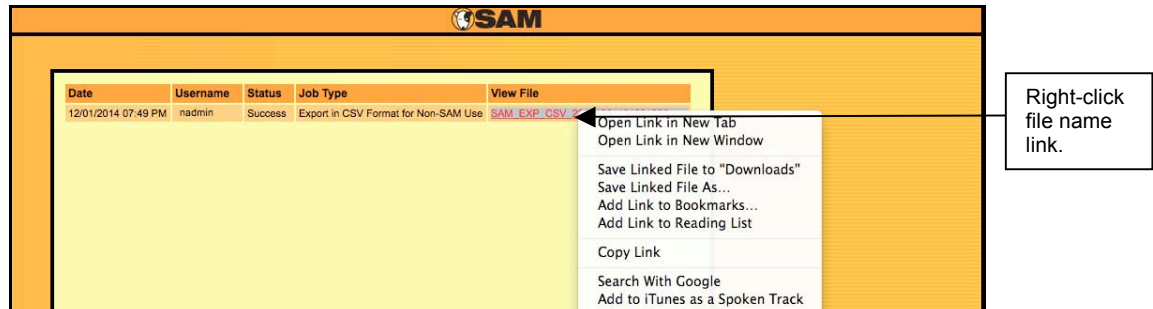 SAM
Date Username Status Job Type View File
12/01/2014 07:49 PM nadmin Success Export in CSV Format for Non-SAM Use SAM_EXP_CSV
Open Link in New Tab
Open Link in New Window
Save Linked File to "Downloads"
Save Linked File As...
Add Link to Bookmarks...
Add Link to Reading List
Copy Link
Search With Google
Add to iTunes as a Spoken Track
Right-click
file name
link.